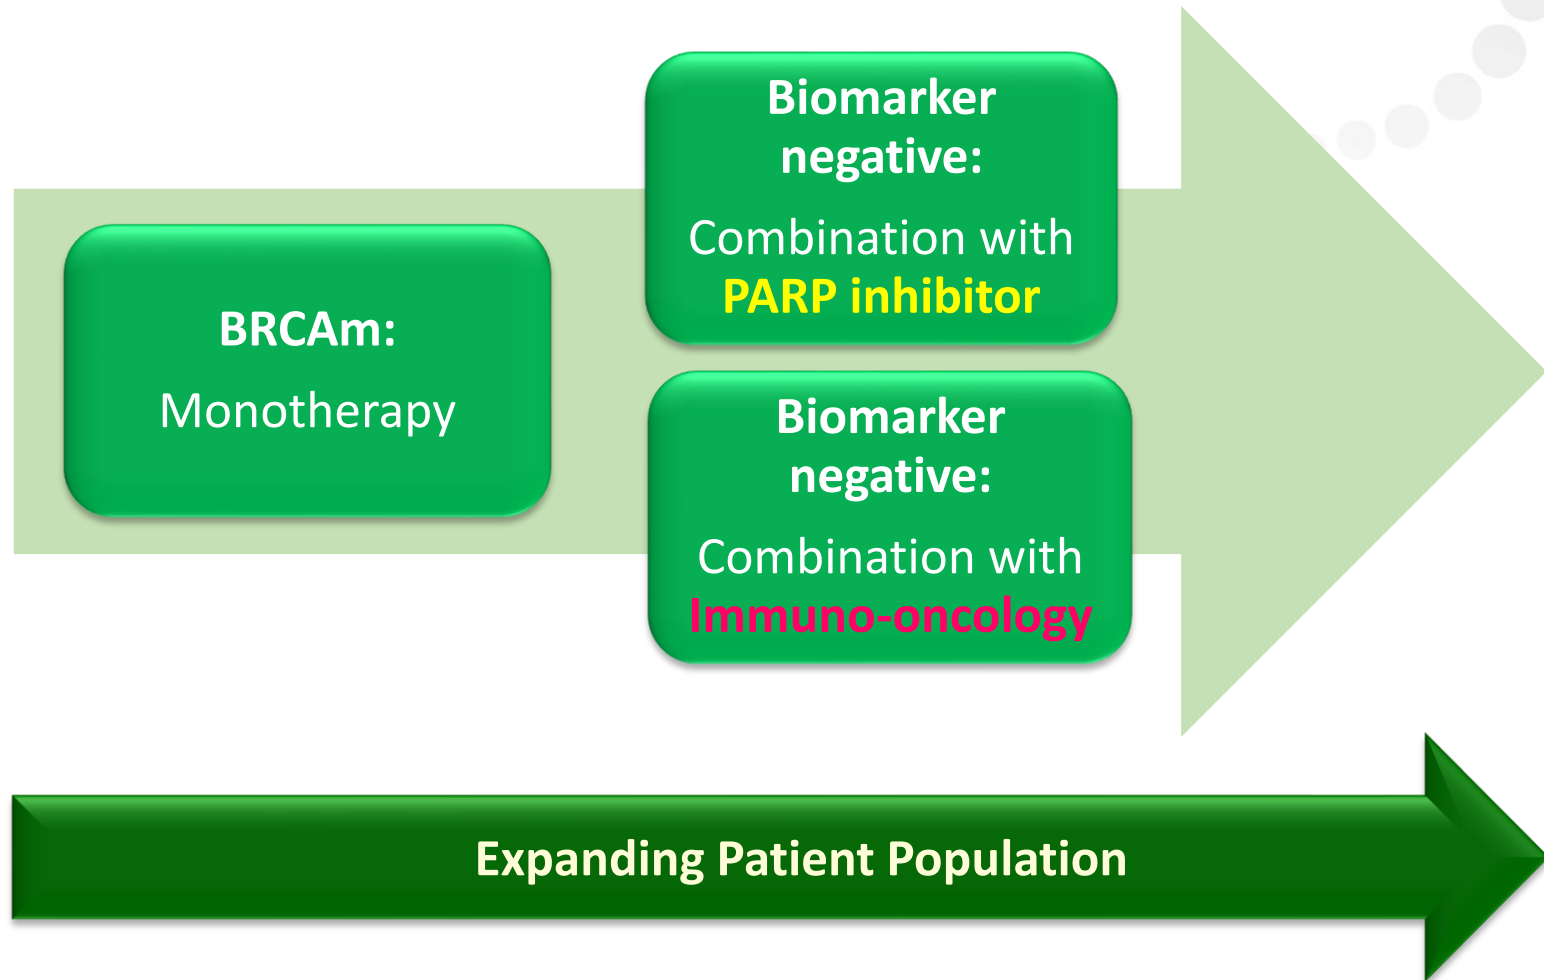 BRCAm:
Monotherapy
Biomarker
negative:
Combination with
PARP inhibitor
Biomarker
negative:
Combination with
Immuno-oncology
Expanding Patient Population